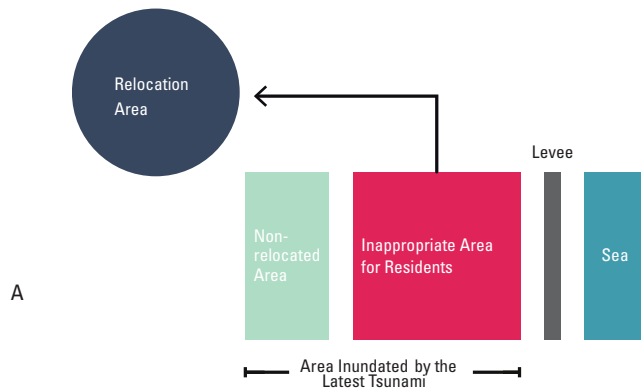 Relocation
Area
Levee
Non-
relocated
Area
Inappropriate Area
for Residents
Sea
A
Area Inundated by the
Latest Tsunami